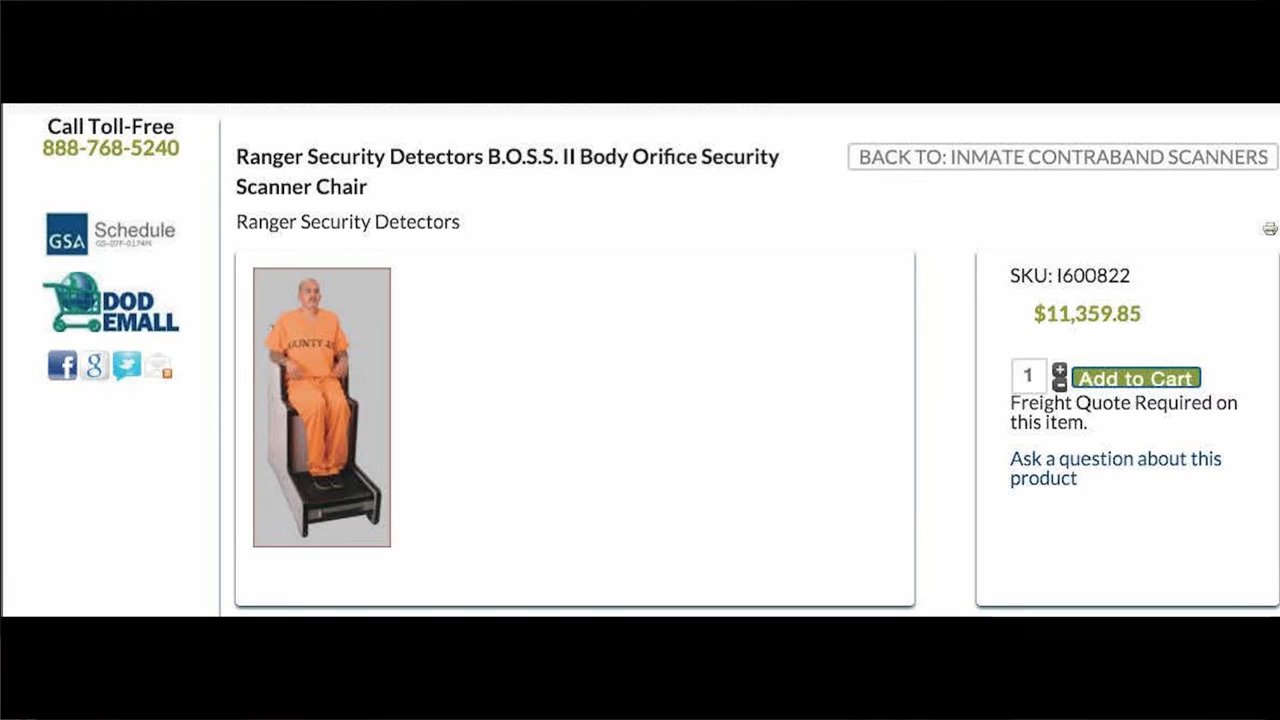 Call Toll-Free
888-768-5240
GSA Schedule
DOD
EMALL
Ranger Security Detectors B.O.S.S. II Body Orifice Security
Scanner Chair
Ranger Security Detectors
BACK TO: INMATE CONTRABAND SCANNERS
SKU: I600822
$11,359.85
1
Add to Cart
Freight Quote Required on
this item.
Ask a question about this
product